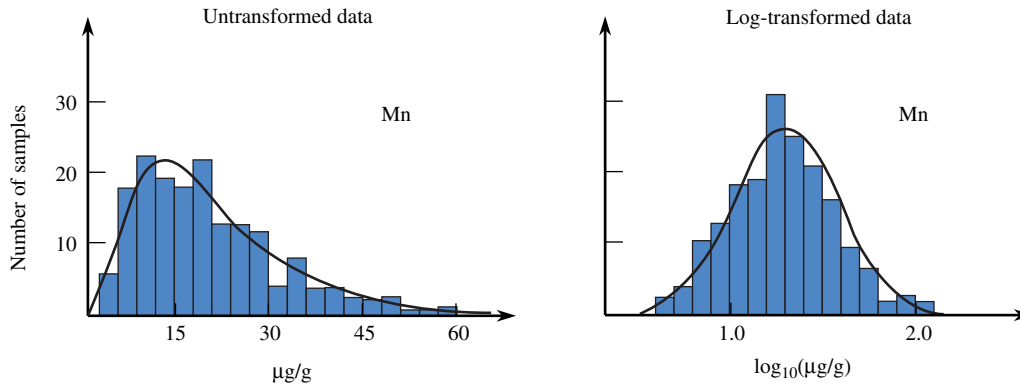 Untransformed data
Number of samples
30
20
10
Mn
15 30 45 60
μg/g
Log-transformed data
Mn
1.0 2.0
log₁₀(μg/g)